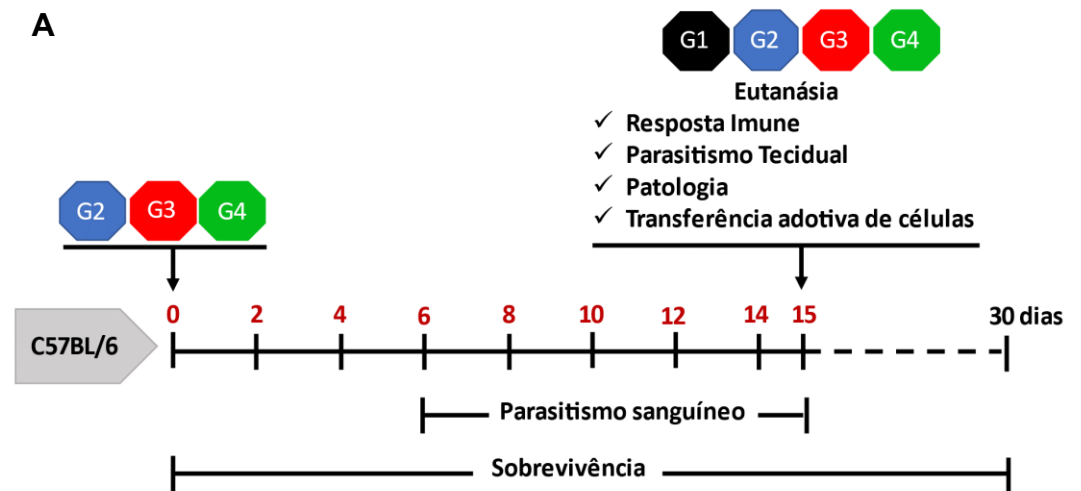 A
G1 G2 G3 G4
Eutanásia
✓ Resposta Imune
✓ Parasitismo Tecidual
✓ Patologia
✓ Transferência adotiva de células
G2 G3 G4
0 2 4 6 8 10 12 14 15 30 dias
C57BL/6
Parasitismo sanguíneo
Sobrevivência